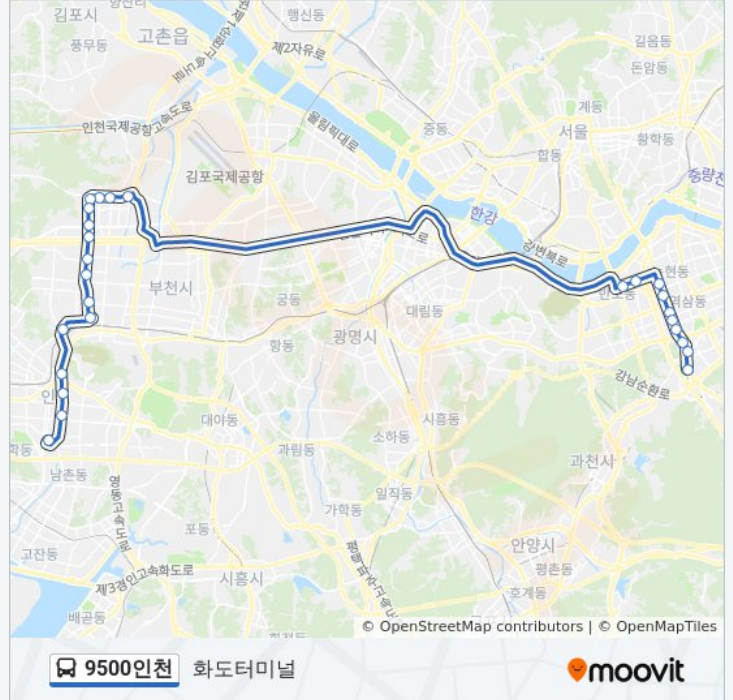 김포시
행신동
고촌읍
풍무동
제2자유로
길음동
돈암동
인천국제공항고속도로
올림픽대로
중동
계동
서울
황학동
합동
김포국제공항
중랑천
한강
강변북로
부천시
궁동
대림동
역삼동
광명시
항동
강남순환로
인
대야동
시흥동
학동
과림동
소하동
과천시
남촌동
영동고속도로
일직동
가학동
포동
고잔동
안양시
제3경인고속화도로
시흥시
평촌동
호계동
배곧동
© OpenStreetMap contributors | © OpenMapTiles
9500인천 화도터미널
moovit